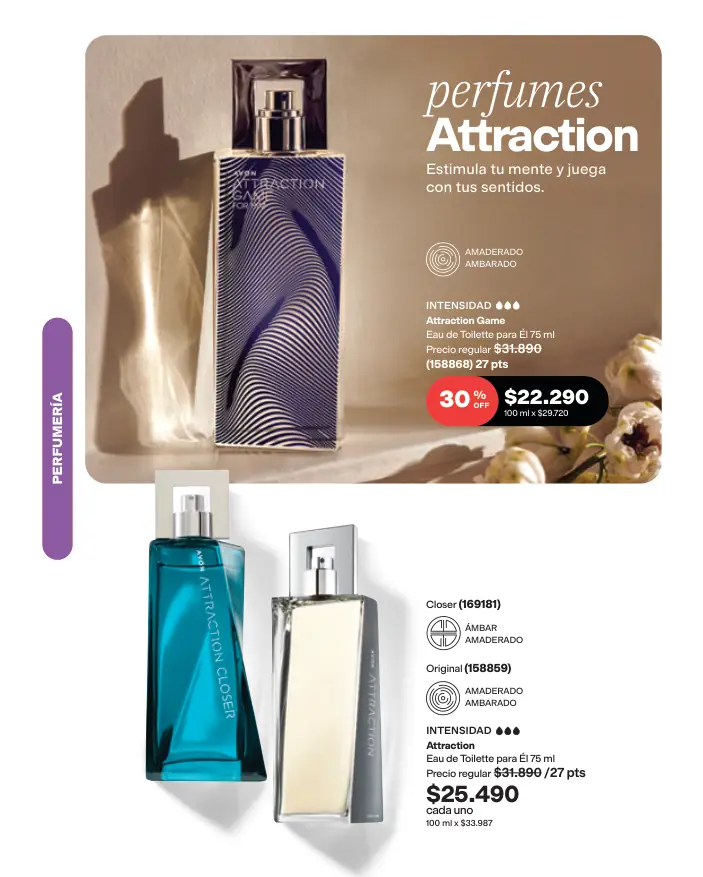 perfumes
Attraction
Estimula tu mente y juega
con tus sentidos.
AVON
ATTRACTION
GAME
FOR HIM
AMADERADO
AMBARADO
INTENSIDAD
Attraction Game
Eau de Toilette para Él 75 ml
Precio regular $31.890
(158868) 27 pts
30 % OFF
$22.290
100 ml x $29.720
PERFUMERÍA
AVON ATTRACTION CLOSER
AVON ATTRACTION
Closer (169181)
ÁMBAR
AMADERADO
Original (158859)
AMADERADO
AMBARADO
INTENSIDAD
Attraction
Eau de Toilette para Él 75 ml
Precio regular $31.890 /27 pts
$25.490
cada uno
100 ml x $33.987